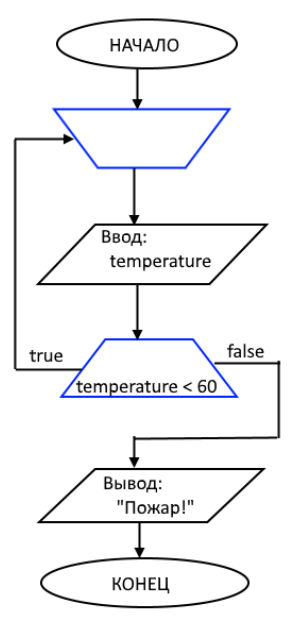 НАЧАЛО
Ввод:
temperature
true
false
temperature < 60
Вывод:
"Пожар!"
КОНЕЦ